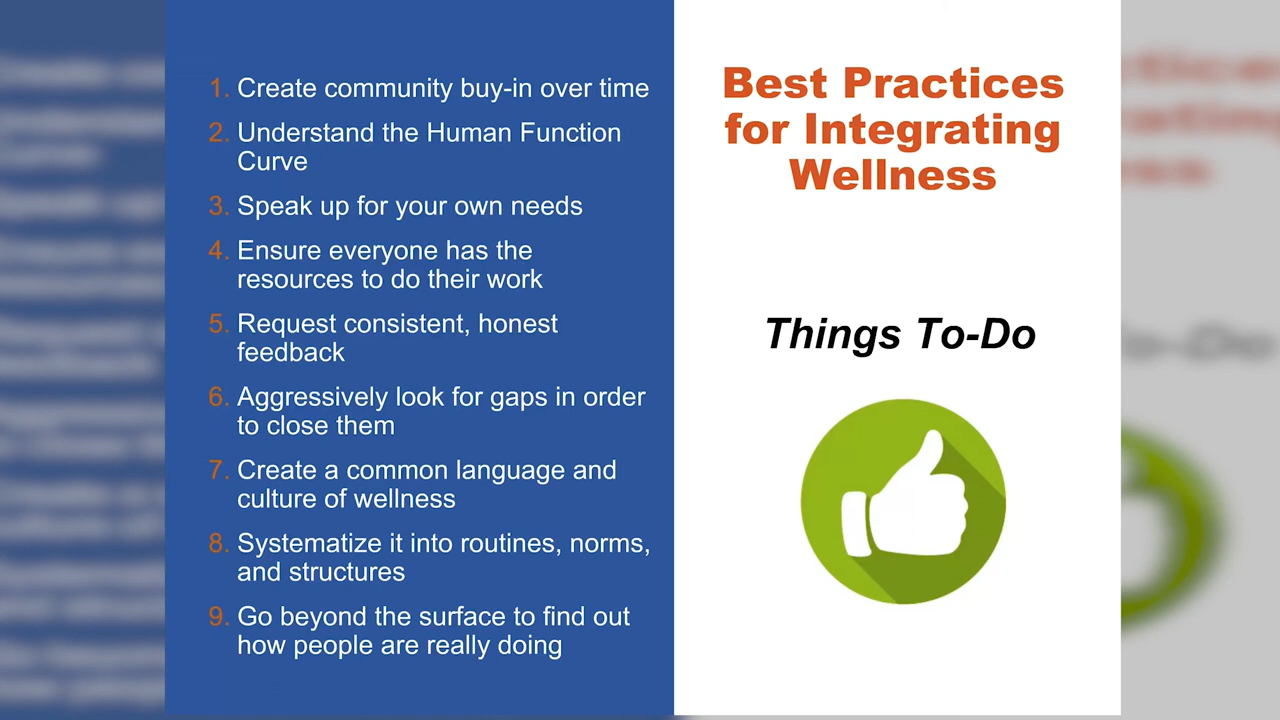 1. Create community buy-in over time
2. Understand the Human Function
Curve
3. Speak up for your own needs
4. Ensure everyone has the
resources to do their work
5. Request consistent, honest
feedback
6. Aggressively look for gaps in order
to close them
7. Create a common language and
culture of wellness
8. Systematize it into routines, norms,
and structures
9. Go beyond the surface to find out
how people are really doing
Best Practices
for Integrating
Wellness
Things To-Do